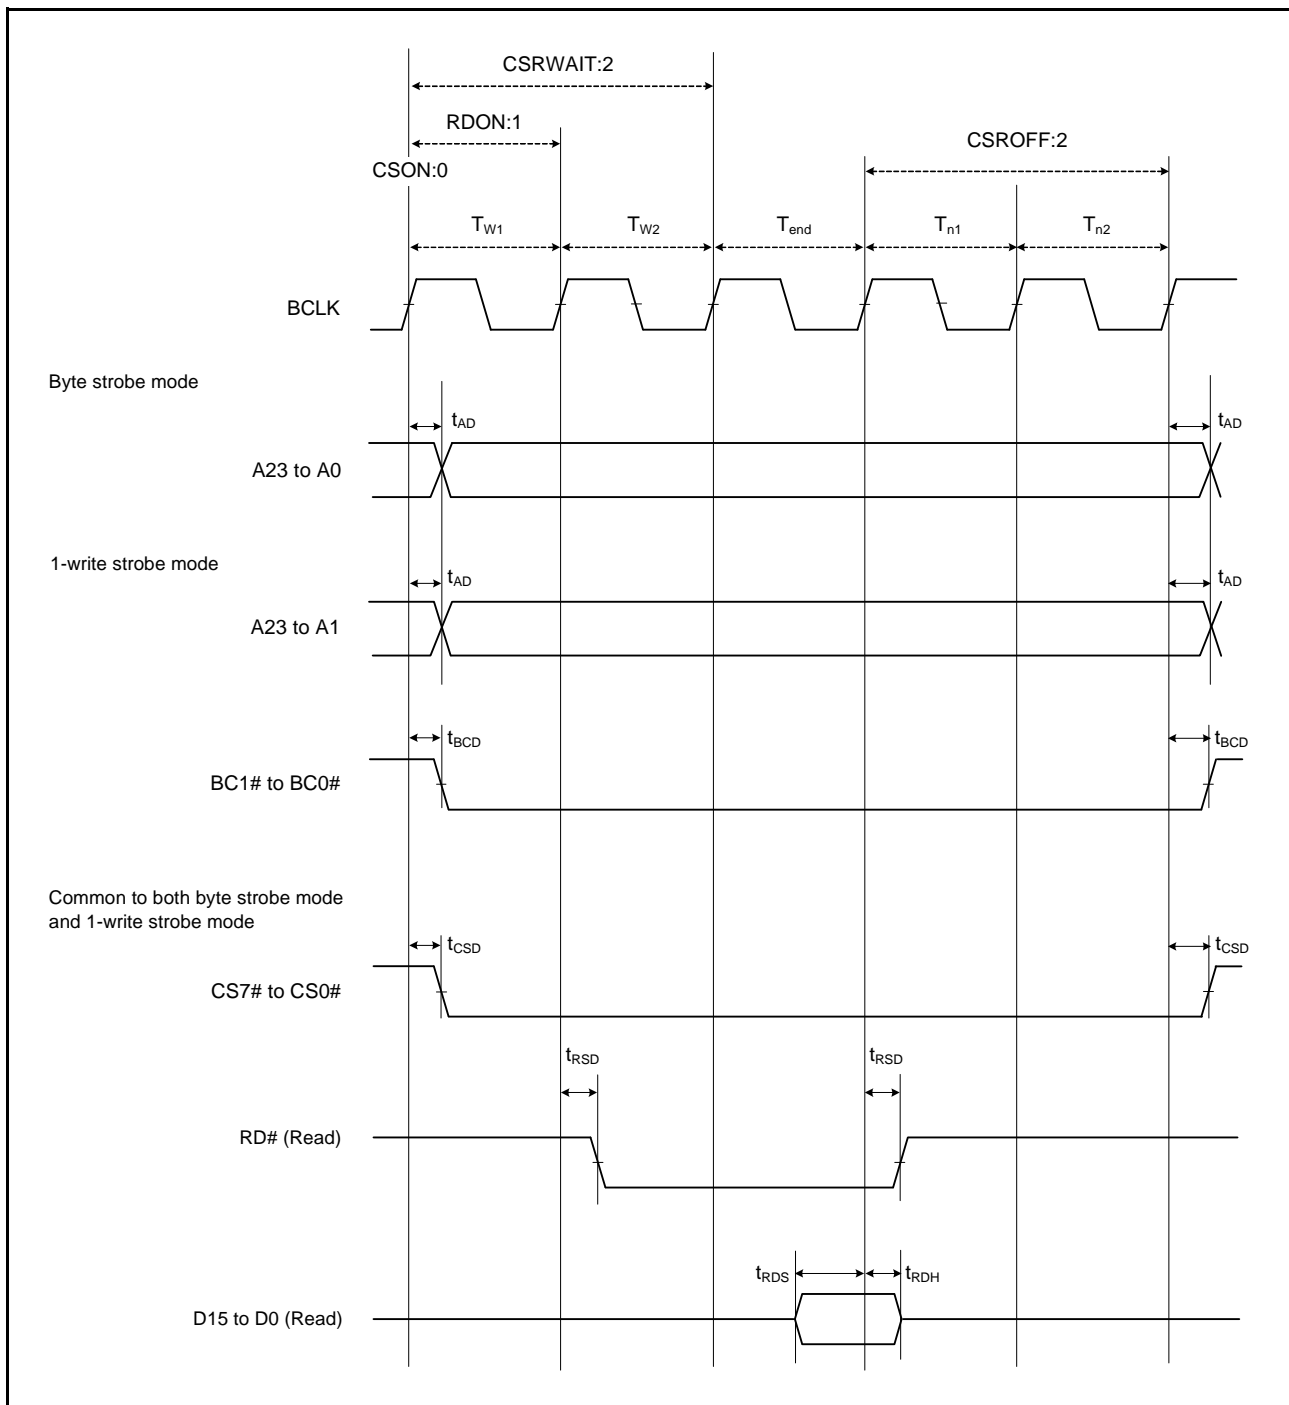 CSRWAIT:2
RDON:1
CSROFF:2
CSON:0
TW1 TW2 Tend Tn1 Tn2
BCLK
Byte strobe mode
tAD tAD
A23 to A0
1-write strobe mode
tAD tAD
A23 to A1
tBCD tBCD
BC1# to BC0#
Common to both byte strobe mode
and 1-write strobe mode
tCSD tCSD
CS7# to CS0#
tRSD tRSD
RD# (Read)
tRDS tRDH
D15 to D0 (Read)